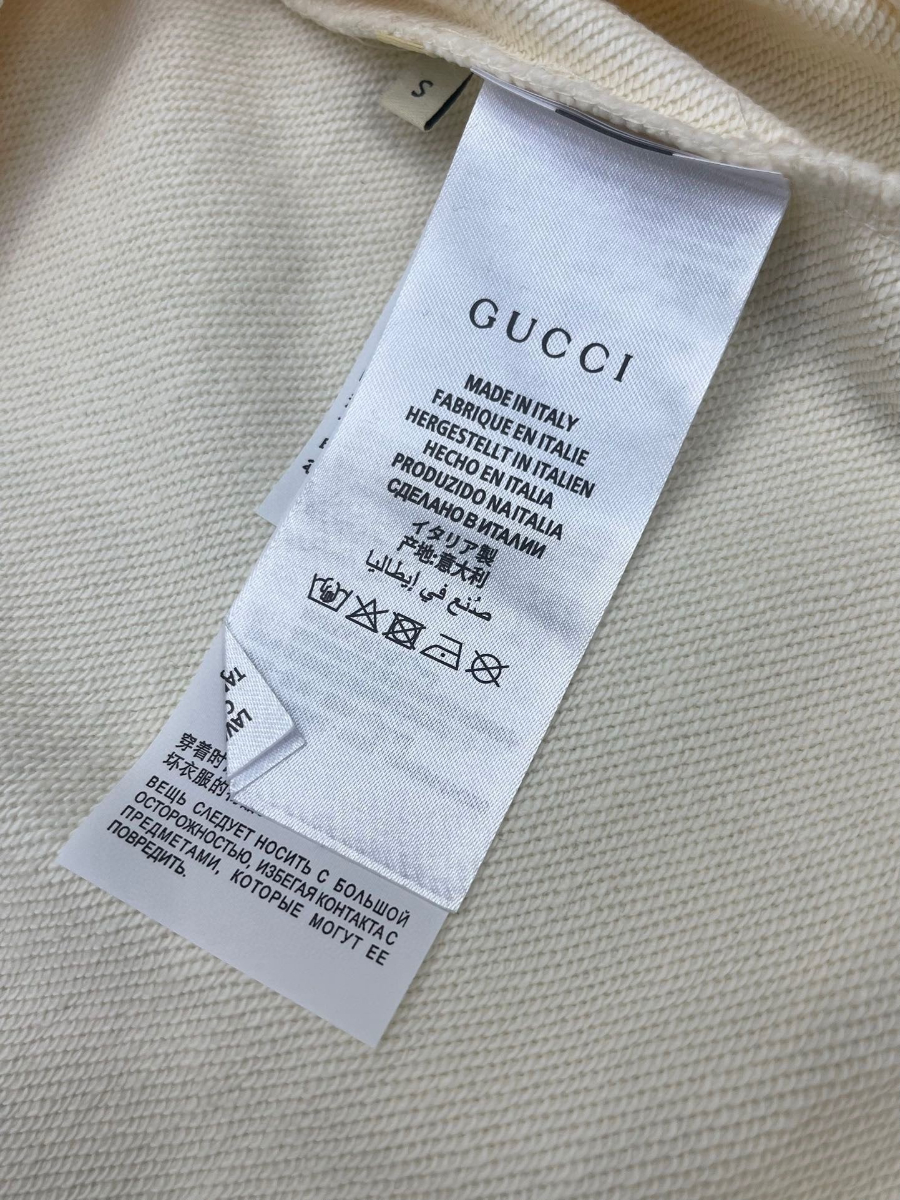 S
GUCCI
MADE IN ITALY
FABRIQUE EN ITALIE
HERGESTELLT IN ITALIEN
HECHO EN ITALIA
PRODUZIDO NA ITALIA
СДЕЛАНО В ИТАЛИИ
イタリア製
产地:意大利
صُنع في إيطاليا
穿着时
坏衣服的
ВЕЩЬ СЛЕДУЕТ НОСИТЬ С БОЛЬШОЙ
ОСТОРОЖНОСТЬЮ, ИЗБЕГАЯ КОНТАКТА С
ПРЕДМЕТАМИ, КОТОРЫЕ МОГУТ ЕЕ
ПОВРЕДИТЬ.